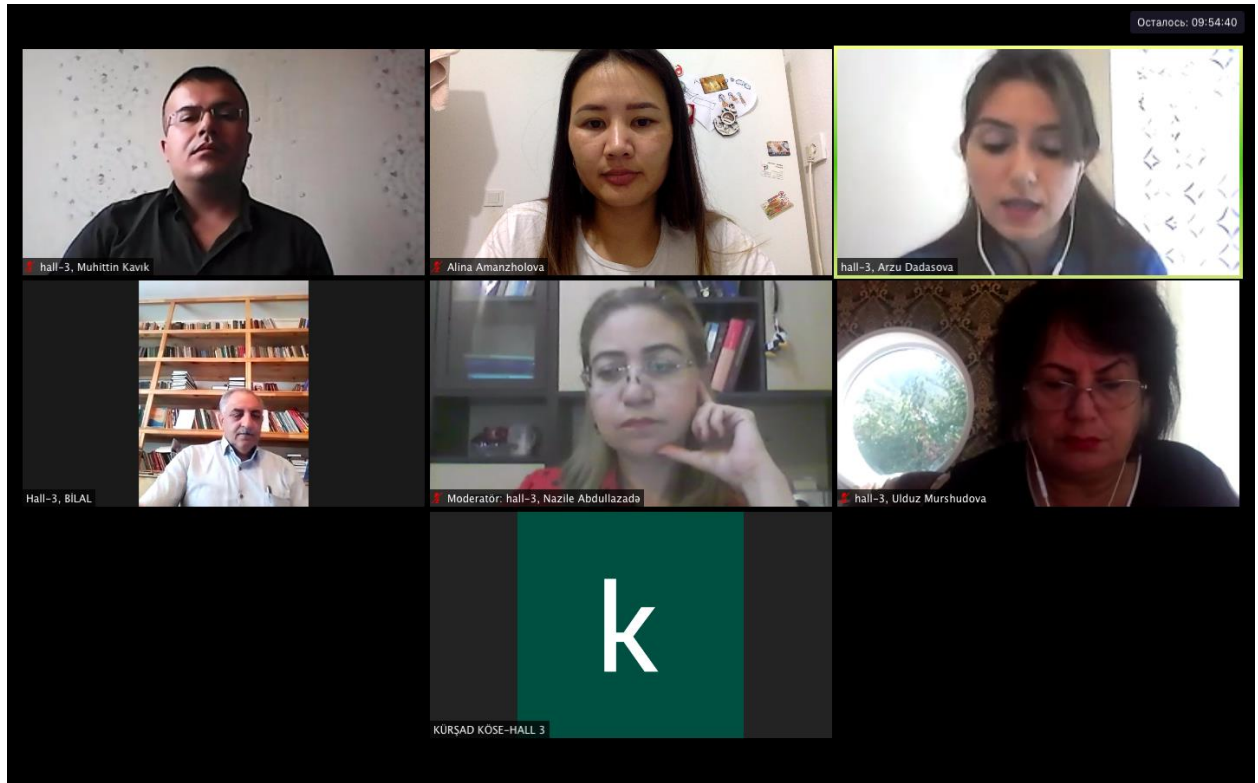 Осталось: 09:54:40
hall-3, Muhittin Kavık
Alina Amanzholova
hall-3, Arzu Dadasova
Hall-3, BİLAL
Moderatör: hall-3, Nazile Abdullazadə
hall-3, Ulduz Murshudova
k
KÜRŞAD KÖSE-HALL 3